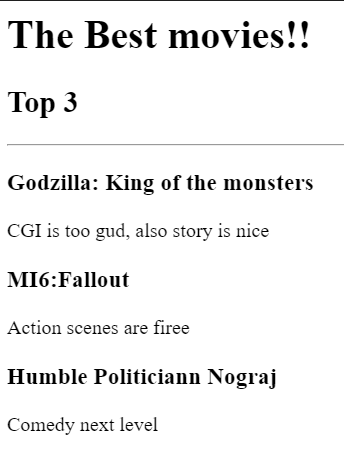 The Best movies!!
Top 3
Godzilla: King of the monsters
CGI is too gud, also story is nice
MI6:Fallout
Action scenes are firee
Humble Politiciann Nograj
Comedy next level